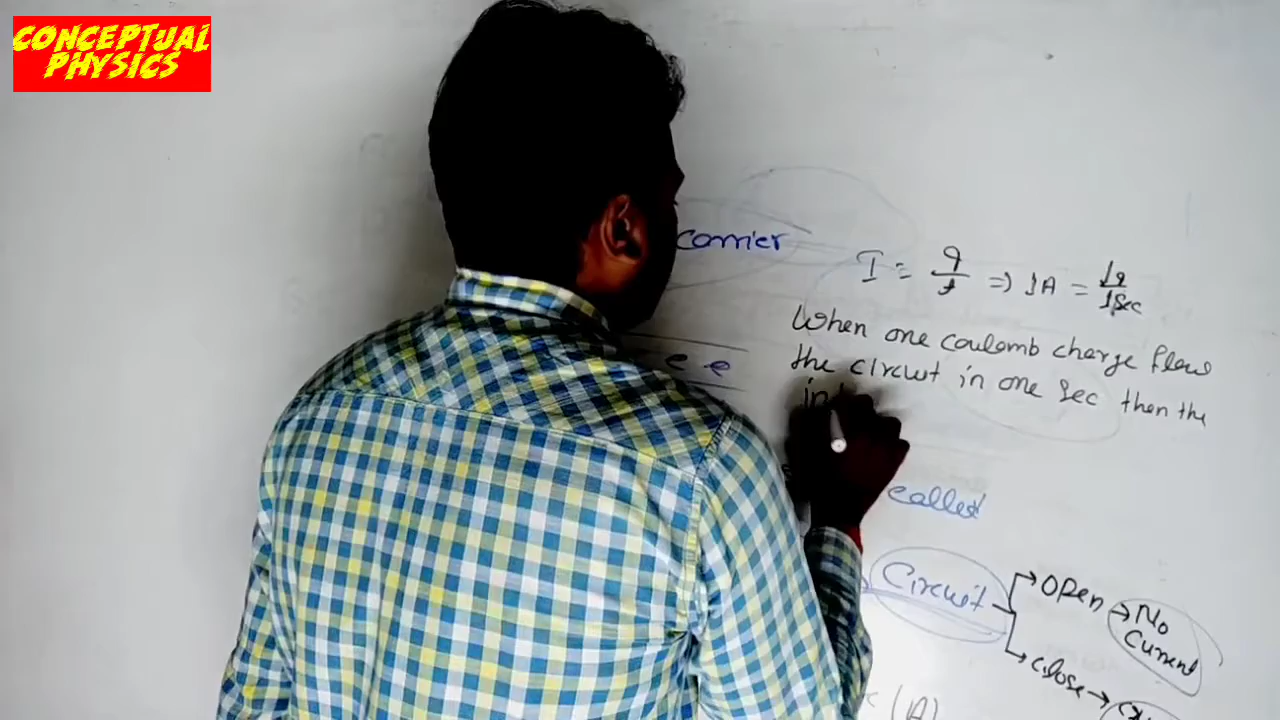 CONCEPTUAL
PHYSICS
carrier
I = q/t => 1A = 1q/1sec
When one coulomb charge flow
the circuit in one sec then the
in
called
Circuit
open → No
Current
close →
(A)